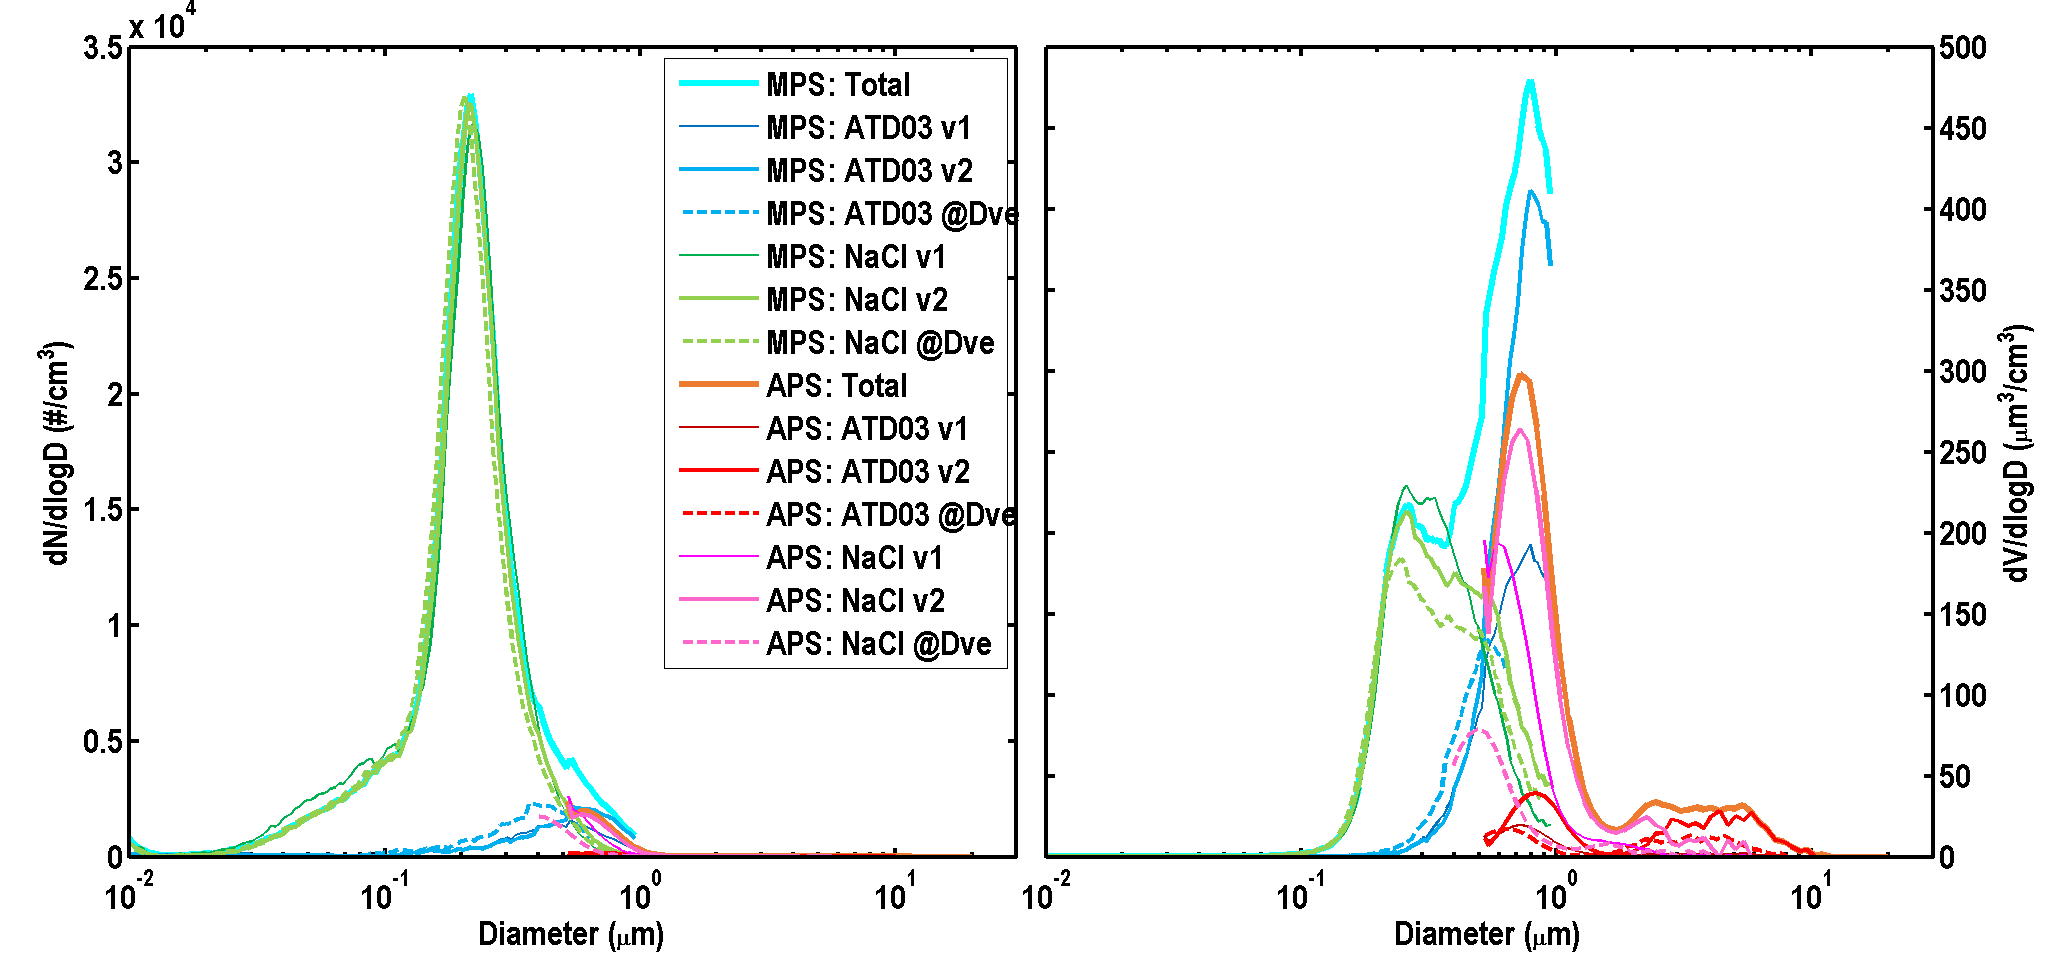 x 10^4
3.5
3
2.5
2
1.5
1
0.5
0
dN/dlogD (#/cm^3)
10^-2
10^-1
10^0
10^1
Diameter (μm)
MPS: Total
MPS: ATD03 v1
MPS: ATD03 v2
MPS: ATD03 @Dve
MPS: NaCl v1
MPS: NaCl v2
MPS: NaCl @Dve
APS: Total
APS: ATD03 v1
APS: ATD03 v2
APS: ATD03 @Dve
APS: NaCl v1
APS: NaCl v2
APS: NaCl @Dve
500
450
400
350
300
250
200
150
100
50
0
dV/dlogD (μm^3/cm^3)
10^-2
10^-1
10^0
10^1
Diameter (μm)